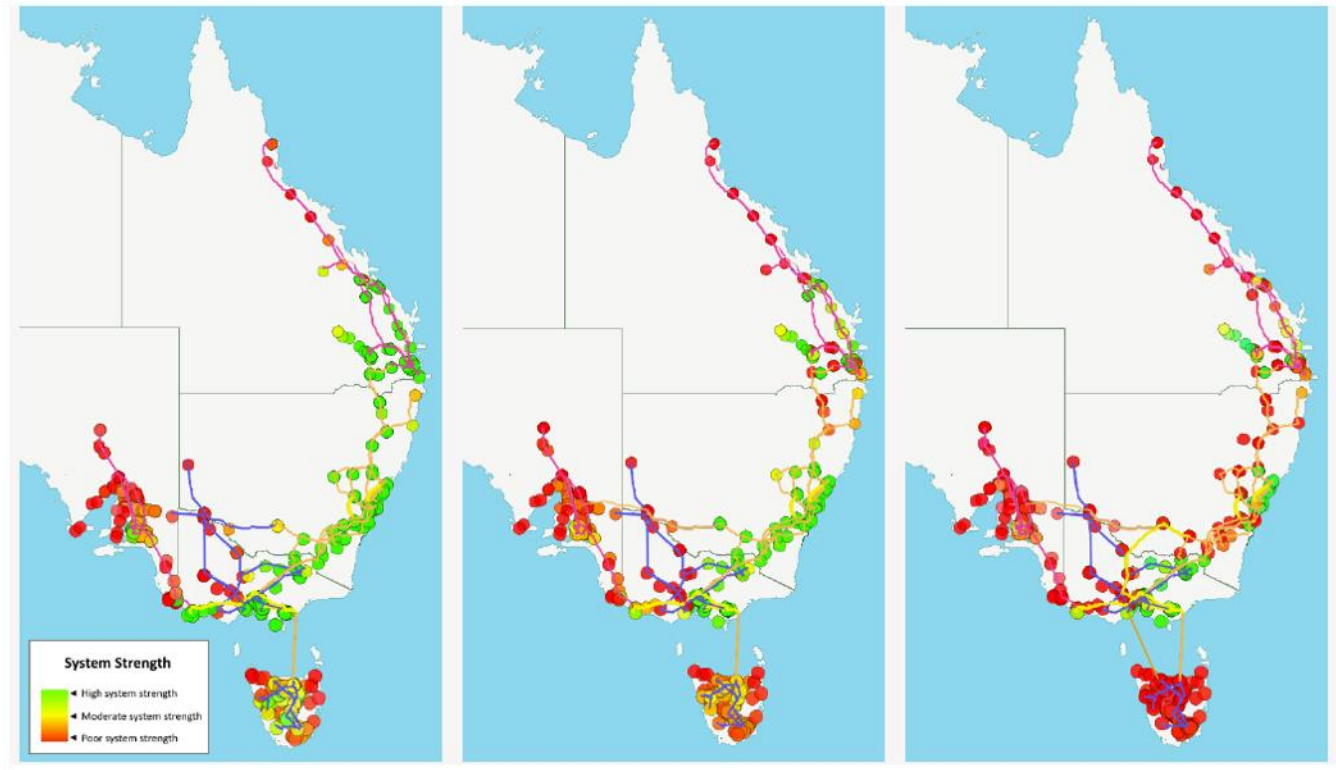 System Strength
◄ High system strength
◄ Moderate system strength
◄ Poor system strength